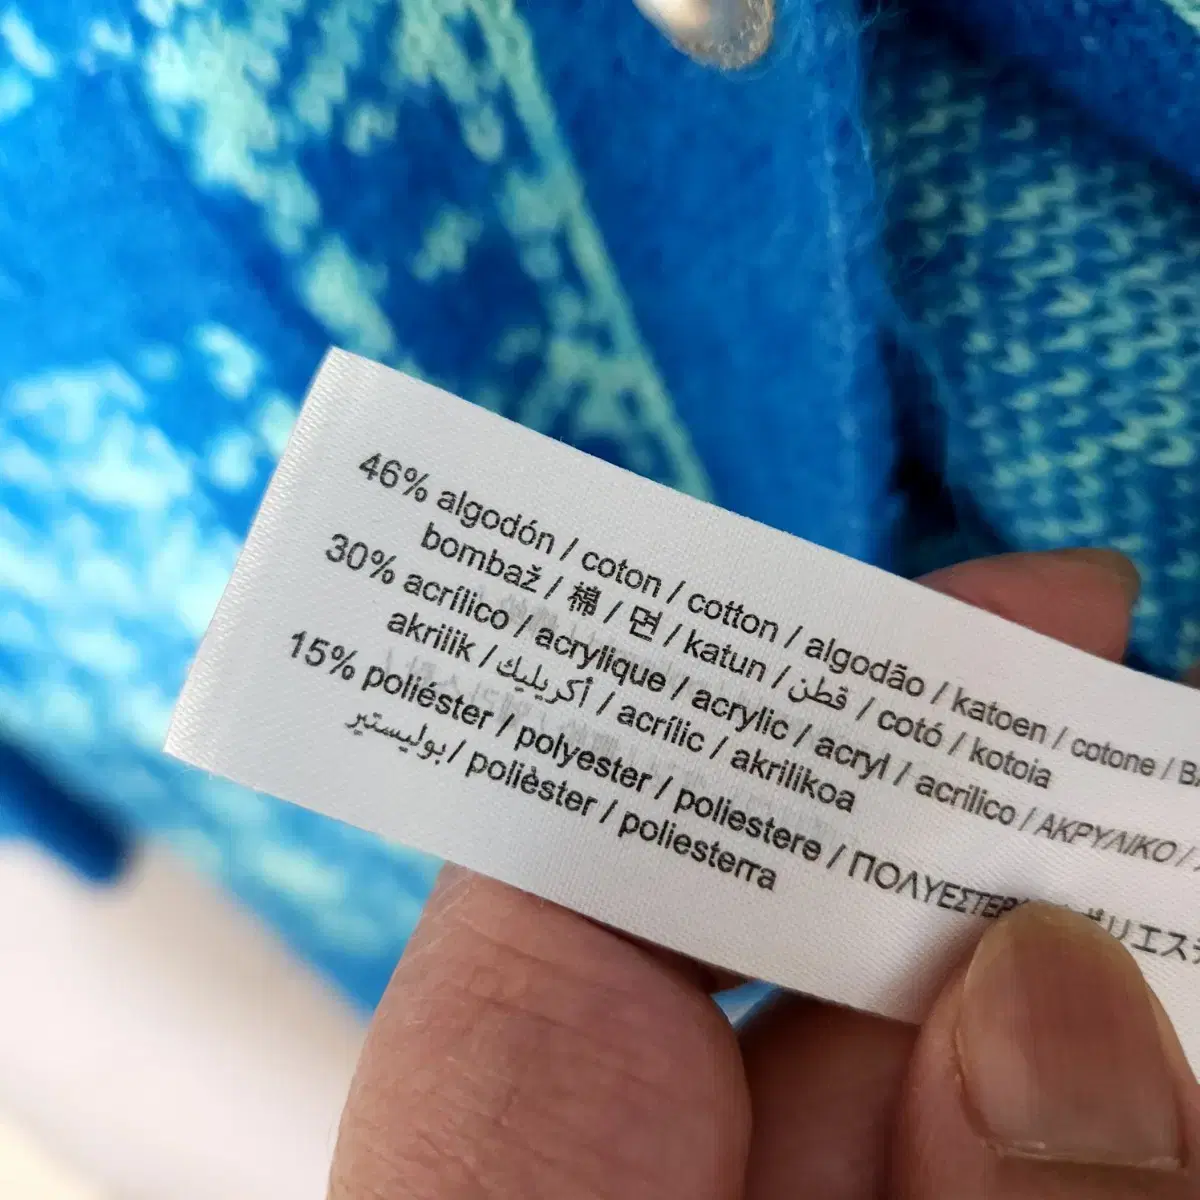 46% algodón / coton / cotton / algodão / katoen / cotone /
bombaž / 棉 / 면 / katun / قطن / cotó / kotoia
30% acrílico / acrylique / acrylic / acryl / acrilico / ΑΚΡΥΛΙΚΟ /
akrilik / أكريليك / acrílic / akrilikoa
15% poliéster / polyester / poliestere / ΠΟΛΥΕΣΤΕΡ
بوليستير / polièster / poliesterra